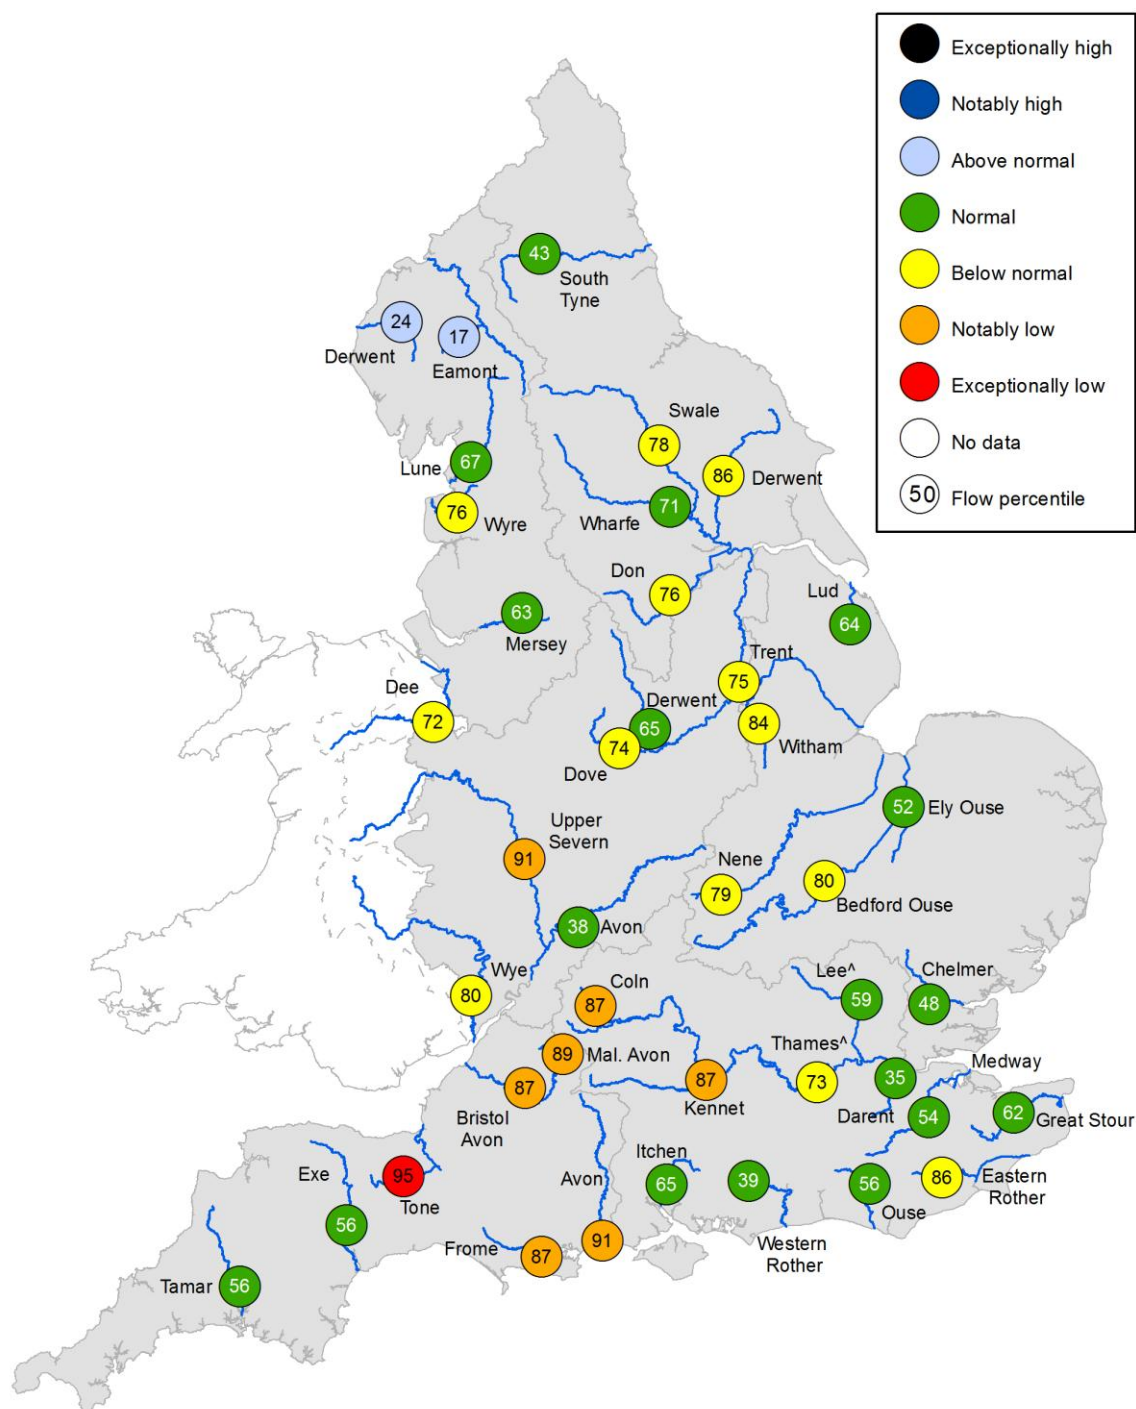 Exceptionally high
Notably high
Above normal
Normal
Below normal
Notably low
Exceptionally low
No data
50 Flow percentile
43
South
Tyne
24
17
Derwent
Eamont
Swale
78
Lune
67
86
Derwent
76
Wyre
71
Wharfe
Don
76
Lud
64
63
Mersey
Trent
75
Dee
72
Derwent
65
84
Witham
74
Dove
52
Ely Ouse
Upper
Severn
91
Nene
79
80
Bedford Ouse
38
Avon
Wye
80
Coln
87
Lee^
59
Chelmer
48
89
Mal. Avon
Thames^
73
Medway
87
Bristol
Avon
87
Kennet
35
Darent
54
62
Great Stour
Exe
95
Tone
Avon
Itchen
65
39
56
Ouse
86
Eastern
Rother
56
Frome
87
91
Western
Rother
Tamar
56